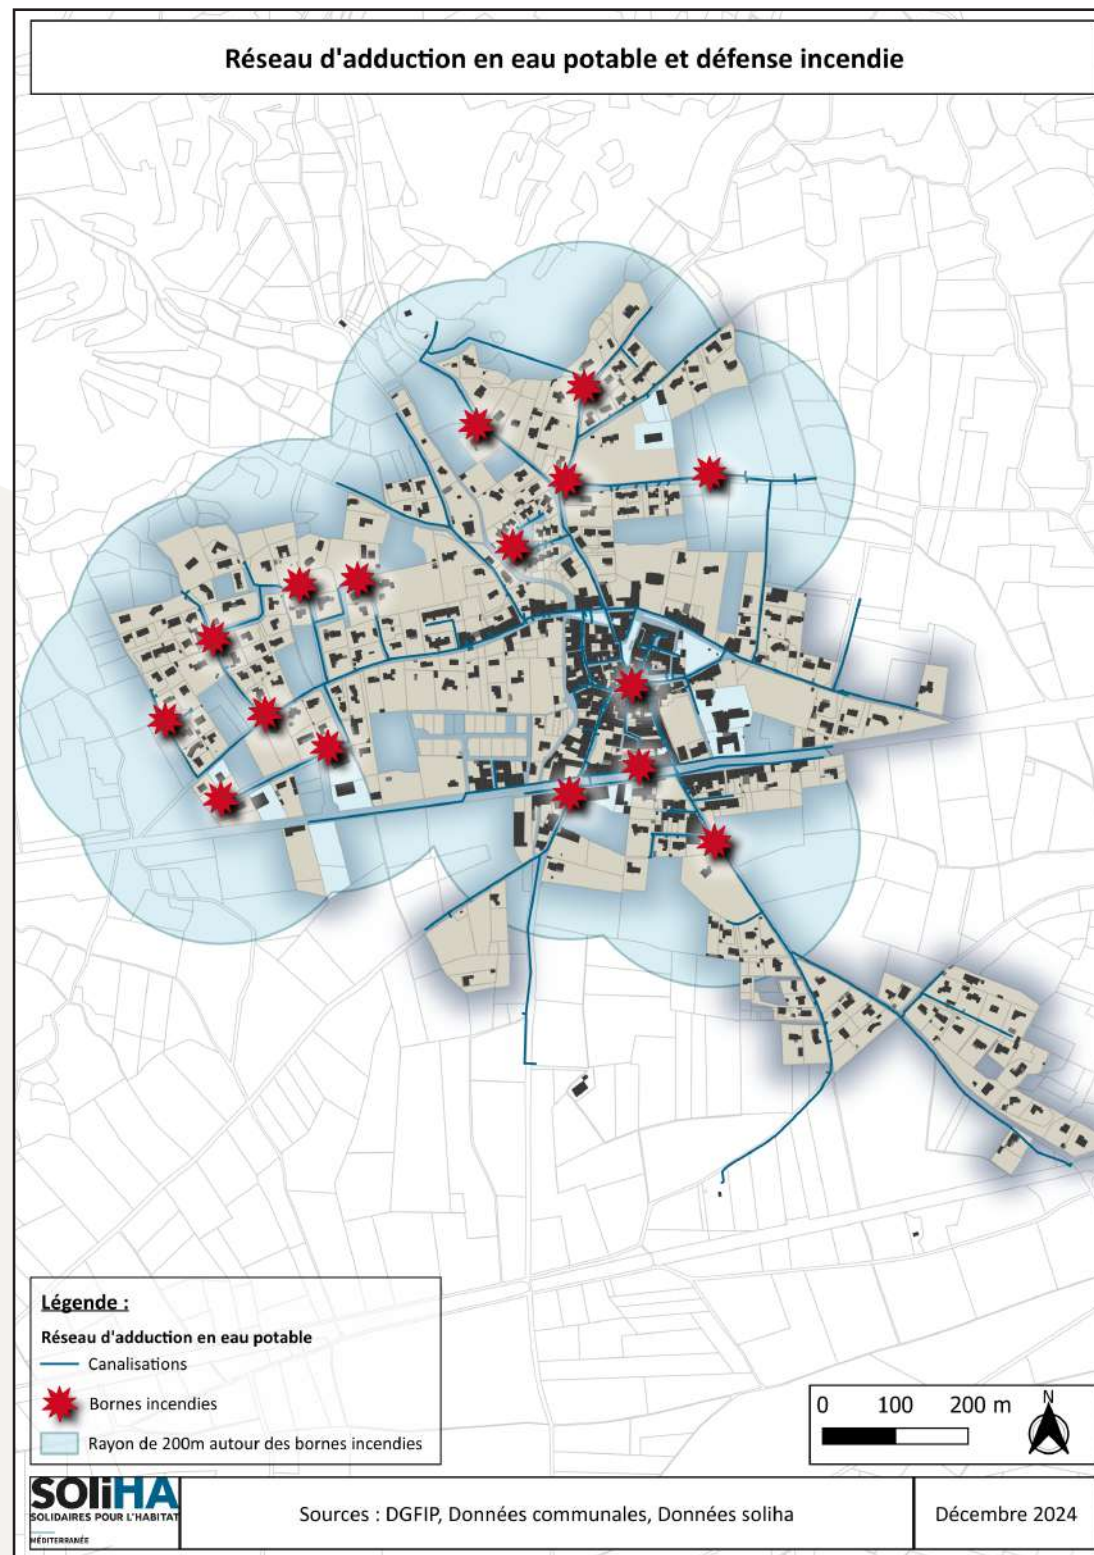 Réseau d'adduction en eau potable et défense incendie
Légende :
Réseau d'adduction en eau potable
Canalisations
Bornes incendies
Rayon de 200m autour des bornes incendies
0 100 200 m
N
SOLiHA
SOLIDAIRES POUR L'HABITAT
MÉDITERRANÉE
Sources : DGFIP, Données communales, Données soliha
Décembre 2024